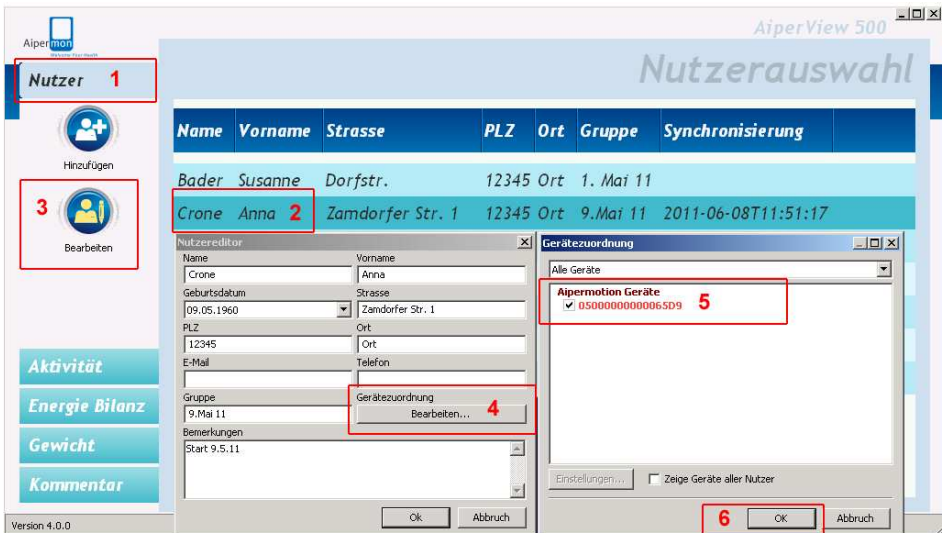 Aipermon
AiperView 500
Nutzer 1
Nutzerauswahl
Hinzufügen
3
Bearbeiten
Name Vorname Strasse PLZ Ort Gruppe Synchronisierung
Bader Susanne Dorfstr. 12345 Ort 1. Mai 11
Crone Anna 2 Zamdorfer Str. 1 12345 Ort 9.Mai 11 2011-06-08T11:51:17
Nutzereditor
Name Vorname
Crone Anna
Geburtsdatum Strasse
09.05.1960 Zamdorfer Str. 1
PLZ Ort
12345 Ort
E-Mail Telefon
Gruppe Gerätezuordnung
9.Mai 11 Bearbeiten... 4
Bemerkungen
Start 9.5.11
Ok Abbruch
Gerätezuordnung
Alle Geräte
Aipermotion Geräte
05000000000065D9 5
Einstellungen... Zeige Geräte aller Nutzer
6 OK Abbruch
Aktivität
Energie Bilanz
Gewicht
Kommentar
Version 4.0.0